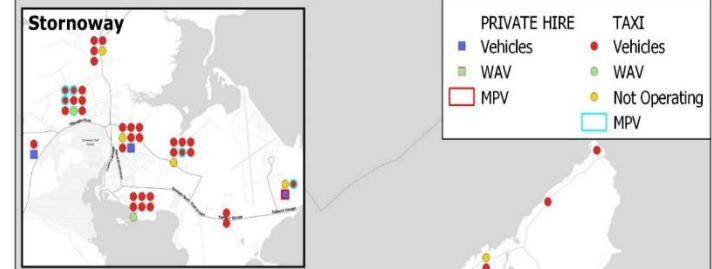 Stornoway
PRIVATE HIRE
Vehicles
WAV
MPV
TAXI
Vehicles
WAV
Not Operating
MPV